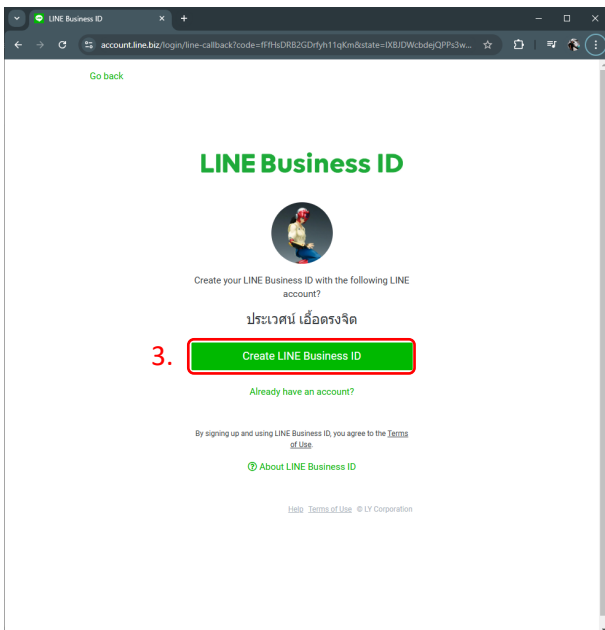 LINE Business ID
account.line.biz/login/line-callback?code=fFfHsDRB2GDrfyh11qKm&state=IXBJDWcbdejQPPs3w...
Go back
LINE Business ID
Create your LINE Business ID with the following LINE
account?
ประเวศน์ เอื้อตรงจิต
3.
Create LINE Business ID
Already have an account?
By signing up and using LINE Business ID, you agree to the Terms
of Use.
? About LINE Business ID
Help Terms of Use © LY Corporation